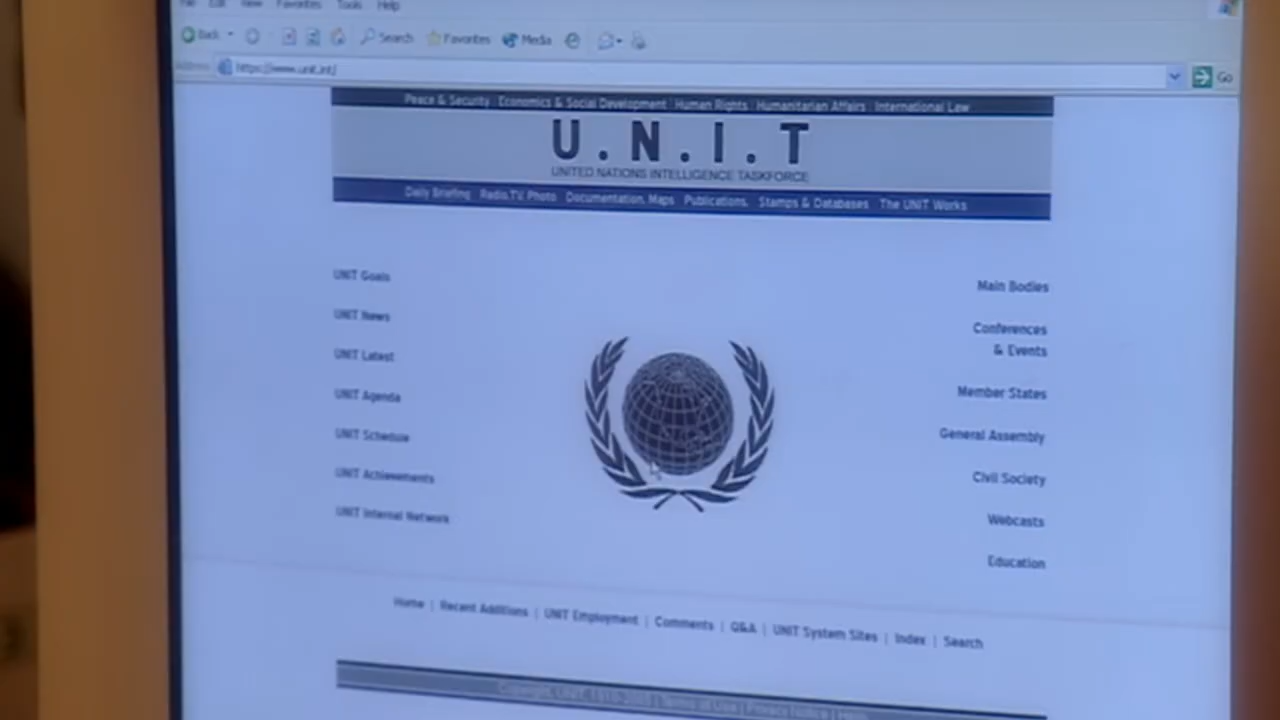 File Edit View Favorites Tools Help
Back Search Favorites Media
Address https://www.unit.int/ Go
Peace & Security Economics & Social Development Human Rights Humanitarian Affairs International Law
U.N.I.T
UNITED NATIONS INTELLIGENCE TASKFORCE
Daily Briefing Radio,TV, Photo Documentation, Maps Publications, Stamps & Databases The UNIT Works
UNIT Goals
UNIT News
UNIT Latest
UNIT Agenda
UNIT Schedule
UNIT Achievements
UNIT Internal Network
Main Bodies
Conferences
& Events
Member States
General Assembly
Civil Society
Webcasts
Education
Home | Recent Additions | UNIT Employment | Comments | Q&A | UNIT System Sites | Index | Search